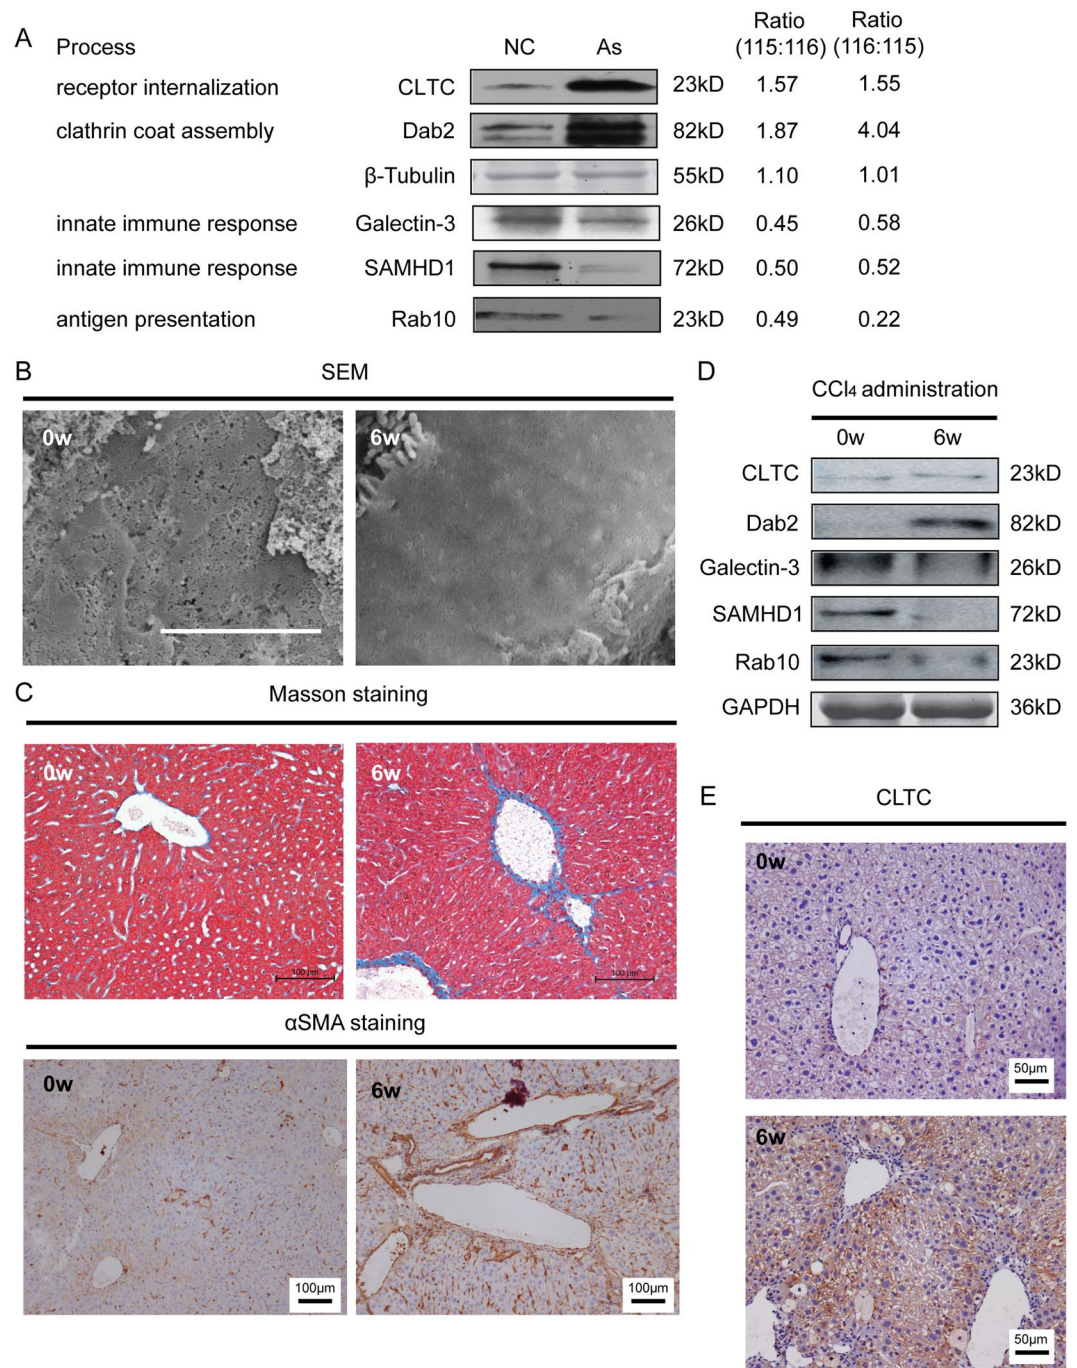 A
Process NC As Ratio (115:116) Ratio (116:115)
receptor internalization CLTC 23kD 1.57 1.55
clathrin coat assembly Dab2 82kD 1.87 4.04
β-Tubulin 55kD 1.10 1.01
innate immune response Galectin-3 26kD 0.45 0.58
innate immune response SAMHD1 72kD 0.50 0.52
antigen presentation Rab10 23kD 0.49 0.22
B
SEM
0w 6w
C
Masson staining
0w 6w
100 μm 100 μm
αSMA staining
0w 6w
100μm 100μm
D
CCl₄ administration
0w 6w
CLTC 23kD
Dab2 82kD
Galectin-3 26kD
SAMHD1 72kD
Rab10 23kD
GAPDH 36kD
E
CLTC
0w
50μm
6w
50μm